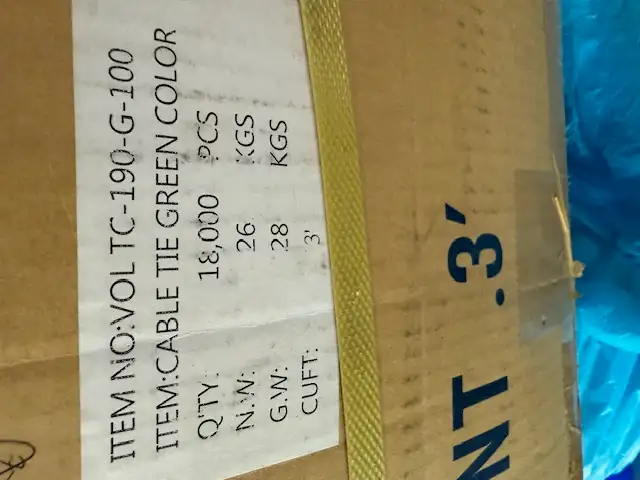 ITEM NO:VOL TC-190-G-100
ITEM:CABLE TIE GREEN COLOR
Q'TY: 18,000 PCS
N.W: 26 KGS
G.W: 28 KGS
CUFT: 3'
NT .3'